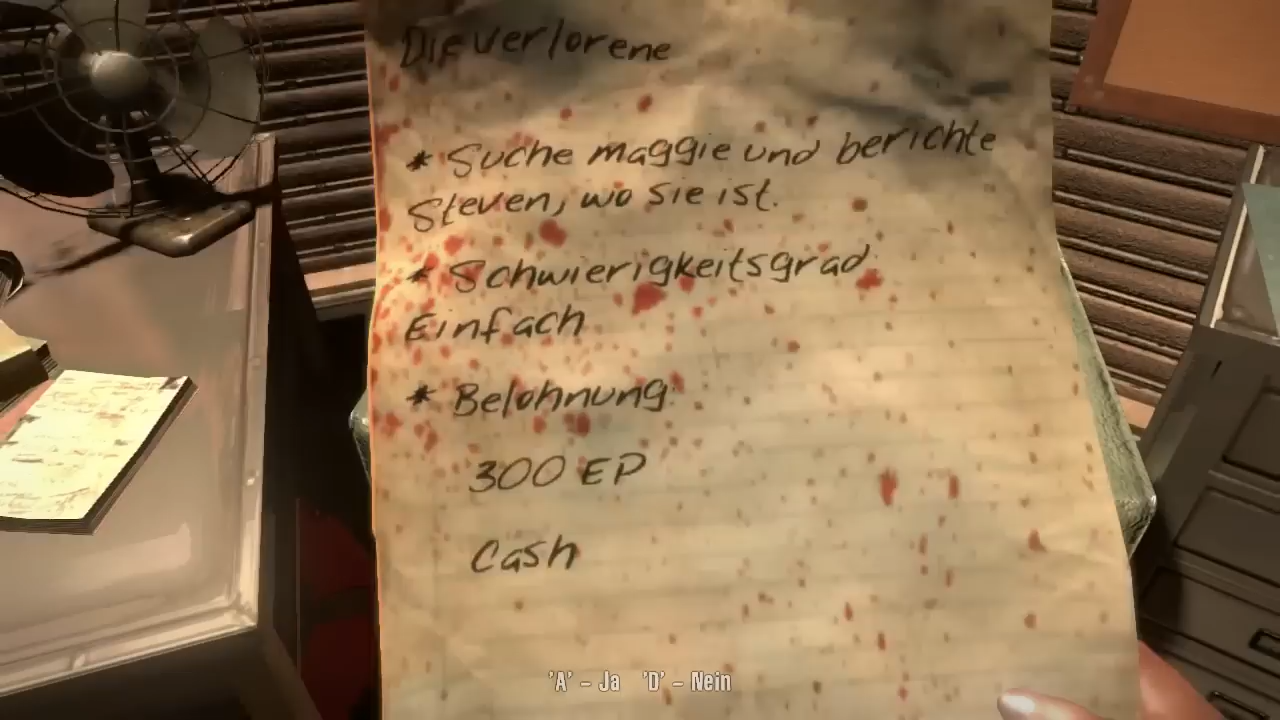 Die verlorene
* Suche maggie und berichte
Steven, wo sie ist.
* Schwierigkeitsgrad
Einfach
* Belohnung:
300 EP
Cash
'A' - Ja 'D' - Nein